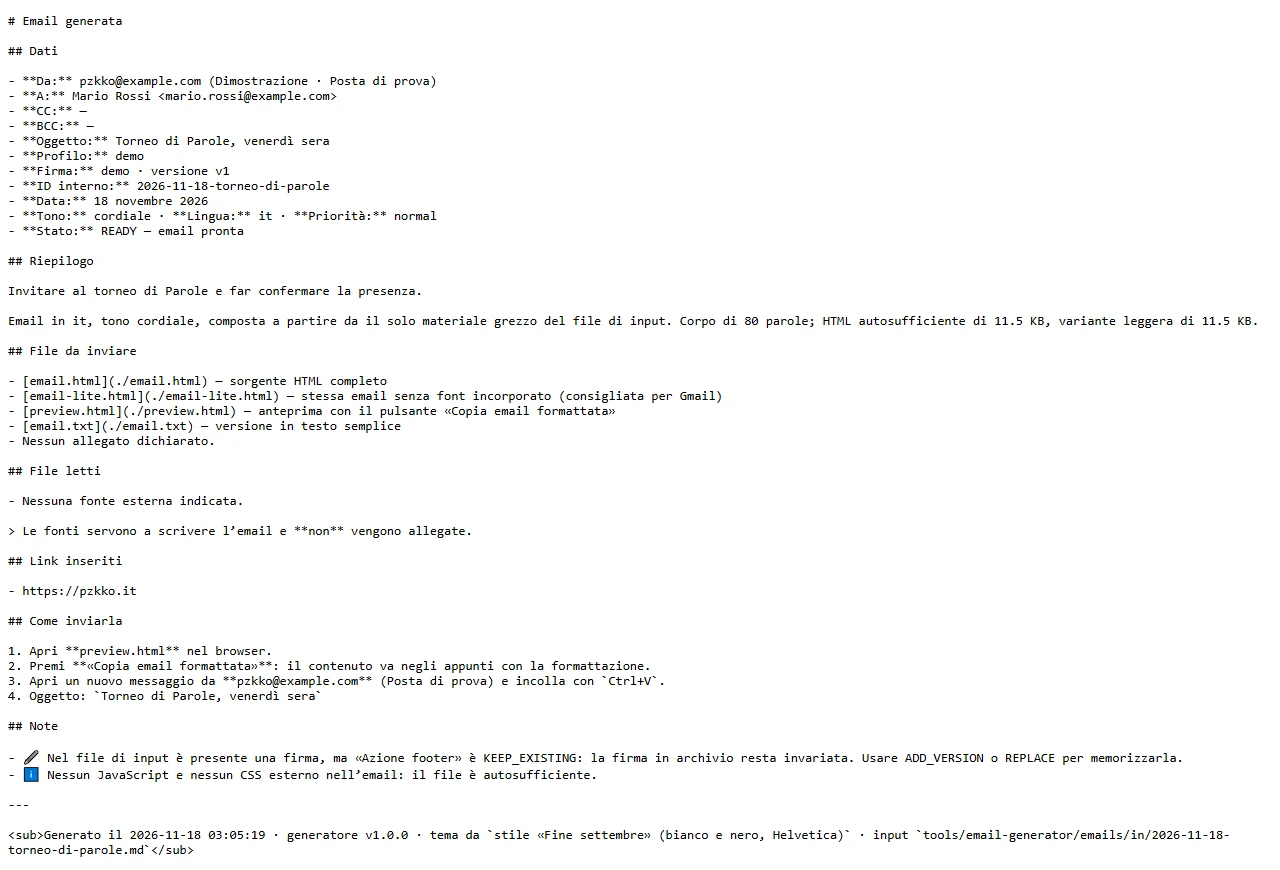 # Email generata
## Dati
- **Da:** pzkko@example.com (Dimostrazione · Posta di prova)
- **A:** Mario Rossi <mario.rossi@example.com>
- **CC:** —
- **BCC:** —
- **Oggetto:** Torneo di Parole, venerdì sera
- **Profilo:** demo
- **Firma:** demo · versione v1
- **ID interno:** 2026-11-18-torneo-di-parole
- **Data:** 18 novembre 2026
- **Tono:** cordiale · **Lingua:** it · **Priorità:** normal
- **Stato:** READY — email pronta
## Riepilogo
Invitare al torneo di Parole e far confermare la presenza.
Email in it, tono cordiale, composta a partire da il solo materiale grezzo del file di input. Corpo di 80 parole; HTML autosufficiente di 11.5 KB, variante leggera di 11.5 KB.
## File da inviare
- [email.html](./email.html) — sorgente HTML completo
- [email-lite.html](./email-lite.html) — stessa email senza font incorporato (consigliata per Gmail)
- [preview.html](./preview.html) — anteprima con il pulsante «Copia email formattata»
- [email.txt](./email.txt) — versione in testo semplice
- Nessun allegato dichiarato.
## File letti
- Nessuna fonte esterna indicata.
> Le fonti servono a scrivere l’email e **non** vengono allegate.
## Link inseriti
- https://pzkko.it
## Come inviarla
1. Apri **preview.html** nel browser.
2. Premi **«Copia email formattata»**: il contenuto va negli appunti con la formattazione.
3. Apri un nuovo messaggio da **pzkko@example.com** (Posta di prova) e incolla con `Ctrl+V`.
4. Oggetto: `Torneo di Parole, venerdì sera`
## Note
- 🖊 Nel file di input è presente una firma, ma «Azione footer» è KEEP_EXISTING: la firma in archivio resta invariata. Usare ADD_VERSION o REPLACE per memorizzarla.
- ℹ️ Nessun JavaScript e nessun CSS esterno nell’email: il file è autosufficiente.
---
<sub>Generato il 2026-11-18 03:05:19 · generatore v1.0.0 · tema da `stile «Fine settembre» (bianco e nero, Helvetica)` · input `tools/email-generator/emails/in/2026-11-18-
torneo-di-parole.md`</sub>